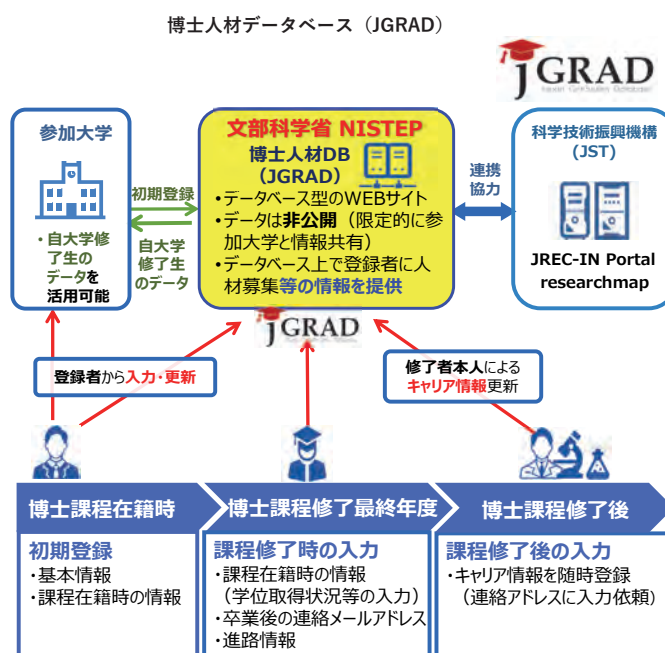 博士人材データベース（JGRAD）
JGRAD
参加大学
・自大学修
了生の
データを
活用可能
初期登録
自大学
修了生
のデータ
文部科学省 NISTEP
博士人材DB
(JGRAD)
・データベース型のWEBサイト
・データは非公開（限定的に参
加大学と情報共有）
・データベース上で登録者に人
材募集等の情報を提供
JGRAD
連携
協力
科学技術振興機構
(JST)
JREC-IN Portal
researchmap
登録者から入力・更新
修了者本人による
キャリア情報更新
博士課程在籍時
初期登録
・基本情報
・課程在籍時の情報
博士課程修了最終年度
課程修了時の入力
・課程在籍時の情報
（学位取得状況等の入力）
・卒業後の連絡メールアドレス
・進路情報
博士課程修了後
課程修了後の入力
・キャリア情報を随時登録
（連絡アドレスに入力依頼）